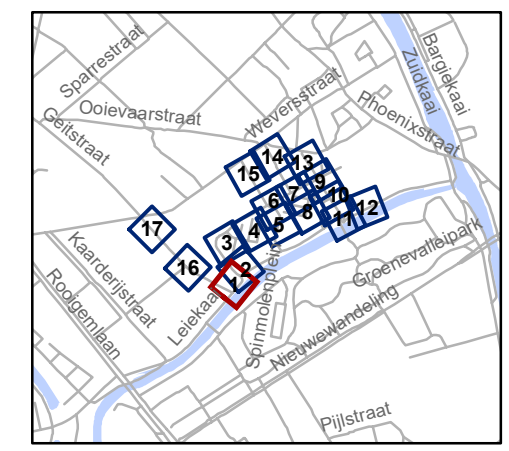 Sparrestraat
Bargiekaai
Zuidkaai
Phoenixstraat
Weversstraat
Ooievaarstraat
Geitstraat
14
13
15
9
7
10
6
12
11
8
5
4
3
17
16
2
1
Kaarderijstraat
Rooigemlaan
Leiekaai
Spinmolenplein
Groenevalleipark
Nieuwewandeling
Pijlstraat